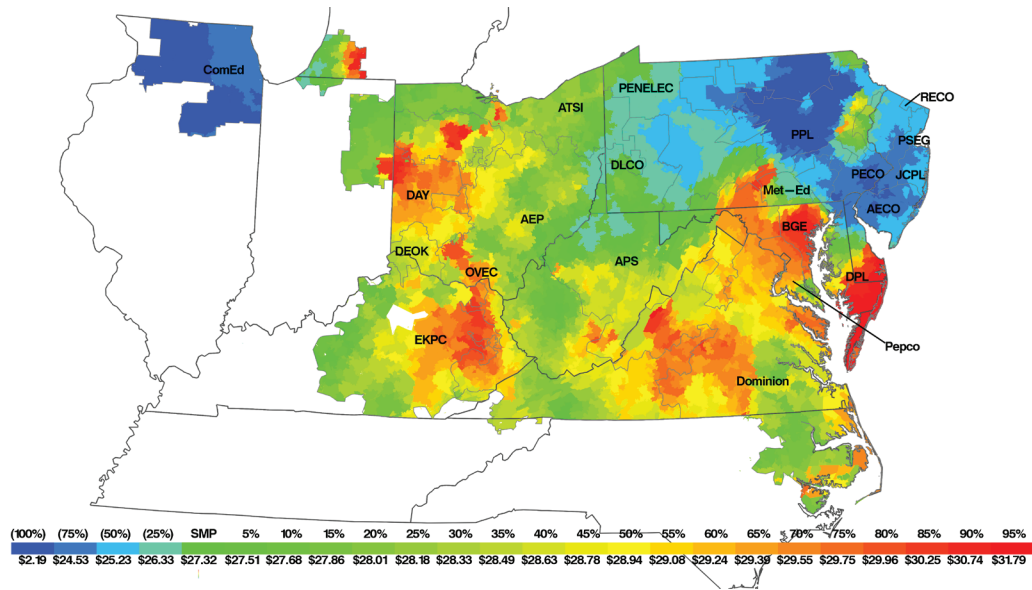 ComEd
PENELEC
RECO
ATSI
PPL
PSEG
DLCO
PECO
JCPL
DAY
Met—Ed
AECO
AEP
BGE
DEOK
OVEC
APS
DPL
EKPC
Pepco
Dominion
(100%) (75%) (50%) (25%) SMP 5% 10% 15% 20% 25% 30% 35% 40% 45% 50% 55% 60% 65% 70% 75% 80% 85% 90% 95%
$2.19 $24.53 $25.23 $26.33 $27.32 $27.51 $27.68 $27.86 $28.01 $28.18 $28.33 $28.49 $28.63 $28.78 $28.94 $29.08 $29.24 $29.39 $29.55 $29.75 $29.96 $30.25 $30.74 $31.79